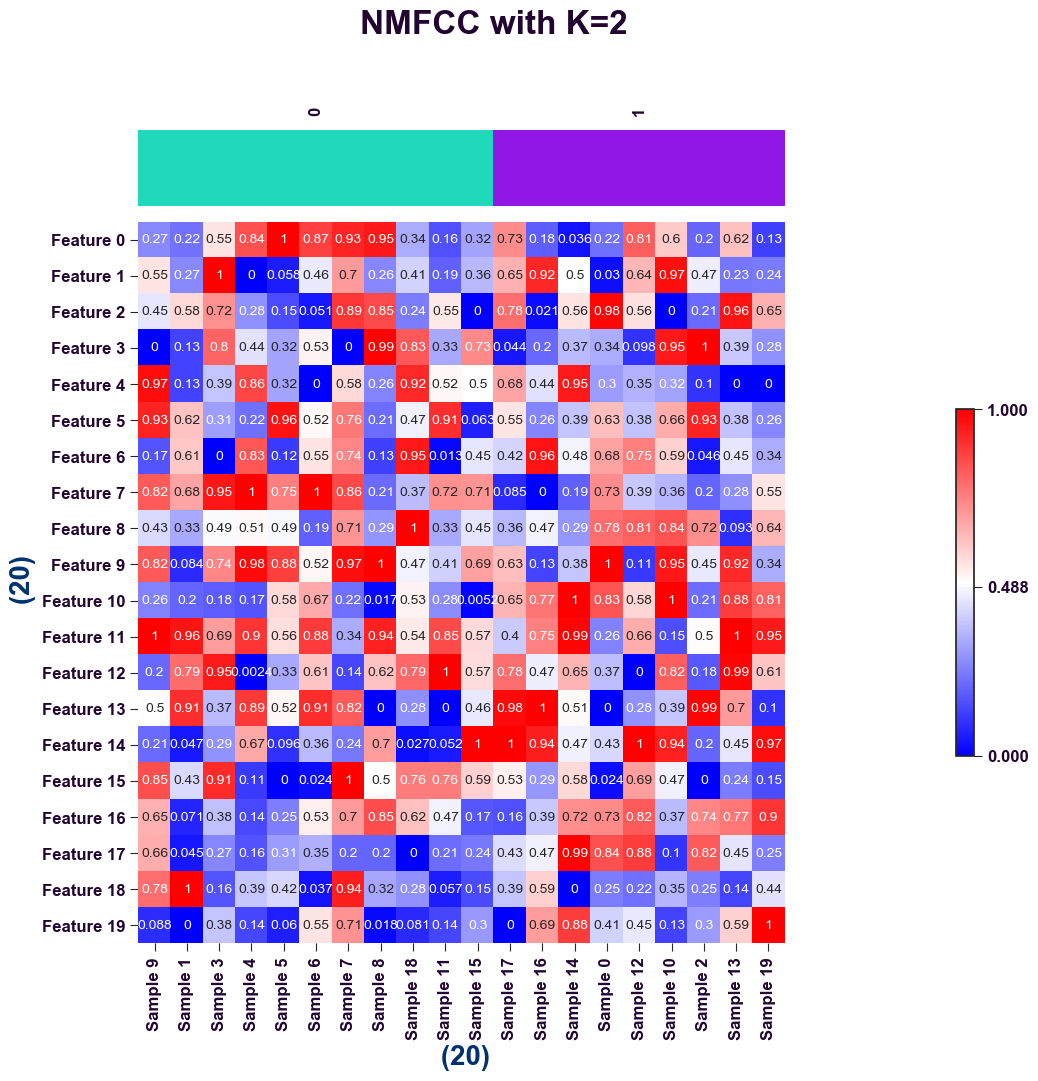 NMFCC with K=2
0 1
Feature 0 0.27 0.22 0.55 0.84 1 0.87 0.93 0.95 0.34 0.16 0.32 0.73 0.18 0.036 0.22 0.81 0.6 0.2 0.62 0.13
Feature 1 0.55 0.27 1 0 0.058 0.46 0.7 0.26 0.41 0.19 0.36 0.65 0.92 0.5 0.03 0.64 0.97 0.47 0.23 0.24
Feature 2 0.45 0.58 0.72 0.28 0.15 0.051 0.89 0.85 0.24 0.55 0 0.78 0.021 0.56 0.98 0.56 0 0.21 0.96 0.65
Feature 3 0 0.13 0.8 0.44 0.32 0.53 0 0.99 0.83 0.33 0.73 0.044 0.2 0.37 0.34 0.098 0.95 1 0.39 0.28
Feature 4 0.97 0.13 0.39 0.86 0.32 0 0.58 0.26 0.92 0.52 0.5 0.68 0.44 0.95 0.3 0.35 0.32 0.1 0 0
Feature 5 0.93 0.62 0.31 0.22 0.96 0.52 0.76 0.21 0.47 0.91 0.063 0.55 0.26 0.39 0.63 0.38 0.66 0.93 0.38 0.26
Feature 6 0.17 0.61 0 0.83 0.12 0.55 0.74 0.13 0.95 0.013 0.45 0.42 0.96 0.48 0.68 0.75 0.59 0.046 0.45 0.34
Feature 7 0.82 0.68 0.95 1 0.75 1 0.86 0.21 0.37 0.72 0.71 0.085 0 0.19 0.73 0.39 0.36 0.2 0.28 0.55
Feature 8 0.43 0.33 0.49 0.51 0.49 0.19 0.71 0.29 1 0.33 0.45 0.36 0.47 0.29 0.78 0.81 0.84 0.72 0.093 0.64
Feature 9 0.82 0.084 0.74 0.98 0.88 0.52 0.97 1 0.47 0.41 0.69 0.63 0.13 0.38 1 0.11 0.95 0.45 0.92 0.34
Feature 10 0.26 0.2 0.18 0.17 0.58 0.67 0.22 0.017 0.53 0.28 0.0052 0.65 0.77 1 0.83 0.58 1 0.21 0.88 0.81
Feature 11 1 0.96 0.69 0.9 0.56 0.88 0.34 0.94 0.54 0.85 0.57 0.4 0.75 0.99 0.26 0.66 0.15 0.5 1 0.95
Feature 12 0.2 0.79 0.95 0.0024 0.33 0.61 0.14 0.62 0.79 1 0.57 0.78 0.47 0.65 0.37 0 0.82 0.18 0.99 0.61
Feature 13 0.5 0.91 0.37 0.89 0.52 0.91 0.82 0 0.28 0 0.46 0.98 1 0.51 0 0.28 0.39 0.99 0.7 0.1
Feature 14 0.21 0.047 0.29 0.67 0.096 0.36 0.24 0.7 0.027 0.052 1 1 0.94 0.47 0.43 1 0.94 0.2 0.45 0.97
Feature 15 0.85 0.43 0.91 0.11 0 0.024 1 0.5 0.76 0.76 0.59 0.53 0.29 0.58 0.024 0.69 0.47 0 0.24 0.15
Feature 16 0.65 0.071 0.38 0.14 0.25 0.53 0.7 0.85 0.62 0.47 0.17 0.16 0.39 0.72 0.73 0.82 0.37 0.74 0.77 0.9
Feature 17 0.66 0.045 0.27 0.16 0.31 0.35 0.2 0.2 0 0.21 0.24 0.43 0.47 0.99 0.84 0.88 0.1 0.82 0.45 0.25
Feature 18 0.78 1 0.16 0.39 0.42 0.037 0.94 0.32 0.28 0.057 0.15 0.39 0.59 0 0.25 0.22 0.35 0.25 0.14 0.44
Feature 19 0.088 0 0.38 0.14 0.06 0.55 0.71 0.018 0.081 0.14 0.3 0 0.69 0.88 0.41 0.45 0.13 0.3 0.59 1
Sample 9
Sample 1
Sample 3
Sample 4
Sample 5
Sample 6
Sample 7
Sample 8
Sample 18
Sample 11
Sample 15
Sample 17
Sample 16
Sample 14
Sample 0
Sample 12
Sample 10
Sample 2
Sample 13
Sample 19
(20)
(20)
1.000
0.488
0.000